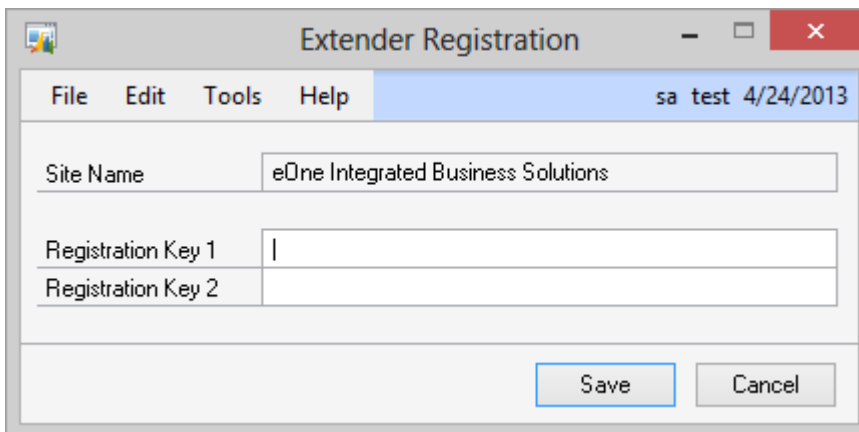 Extender Registration
File Edit Tools Help sa test 4/24/2013
Site Name eOne Integrated Business Solutions
Registration Key 1
Registration Key 2
Save Cancel